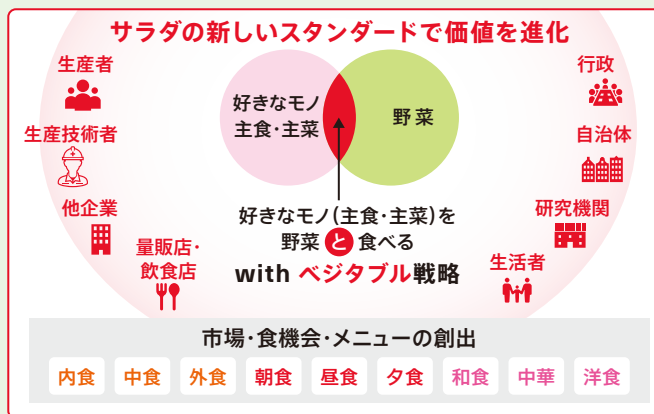 サラダの新しいスタンダードで価値を進化
生産者
生産技術者
他企業
量販店・
飲食店
好きなモノ
主食・主菜
野菜
好きなモノ(主食・主菜)を
野菜 と 食べる
with ベジタブル戦略
行政
自治体
研究機関
生活者
市場・食機会・メニューの創出
内食 中食 外食 朝食 昼食 夕食 和食 中華 洋食